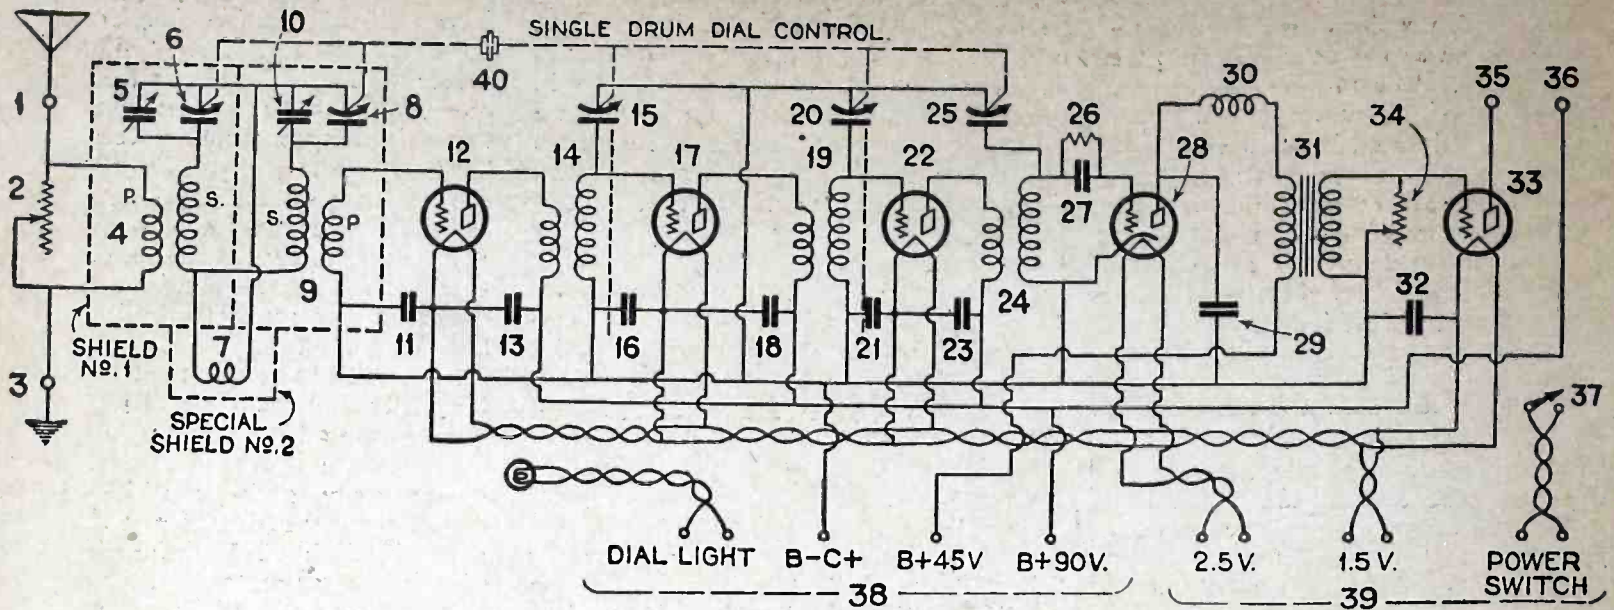 SINGLE DRUM DIAL CONTROL.
1
2
3
P.
4
5
6
S.
7
8
9
10
S.
P
11
12
13
14
15
16
17
18
19
20
21
22
23
24
25
26
27
28
29
30
31
32
33
34
35
36
37
40
SHIELD
Nº.1
SPECIAL
SHIELD Nº.2
DIAL LIGHT
B-C+
B+45V
B+90V.
2.5 V.
1.5 V.
POWER
SWITCH
38
39